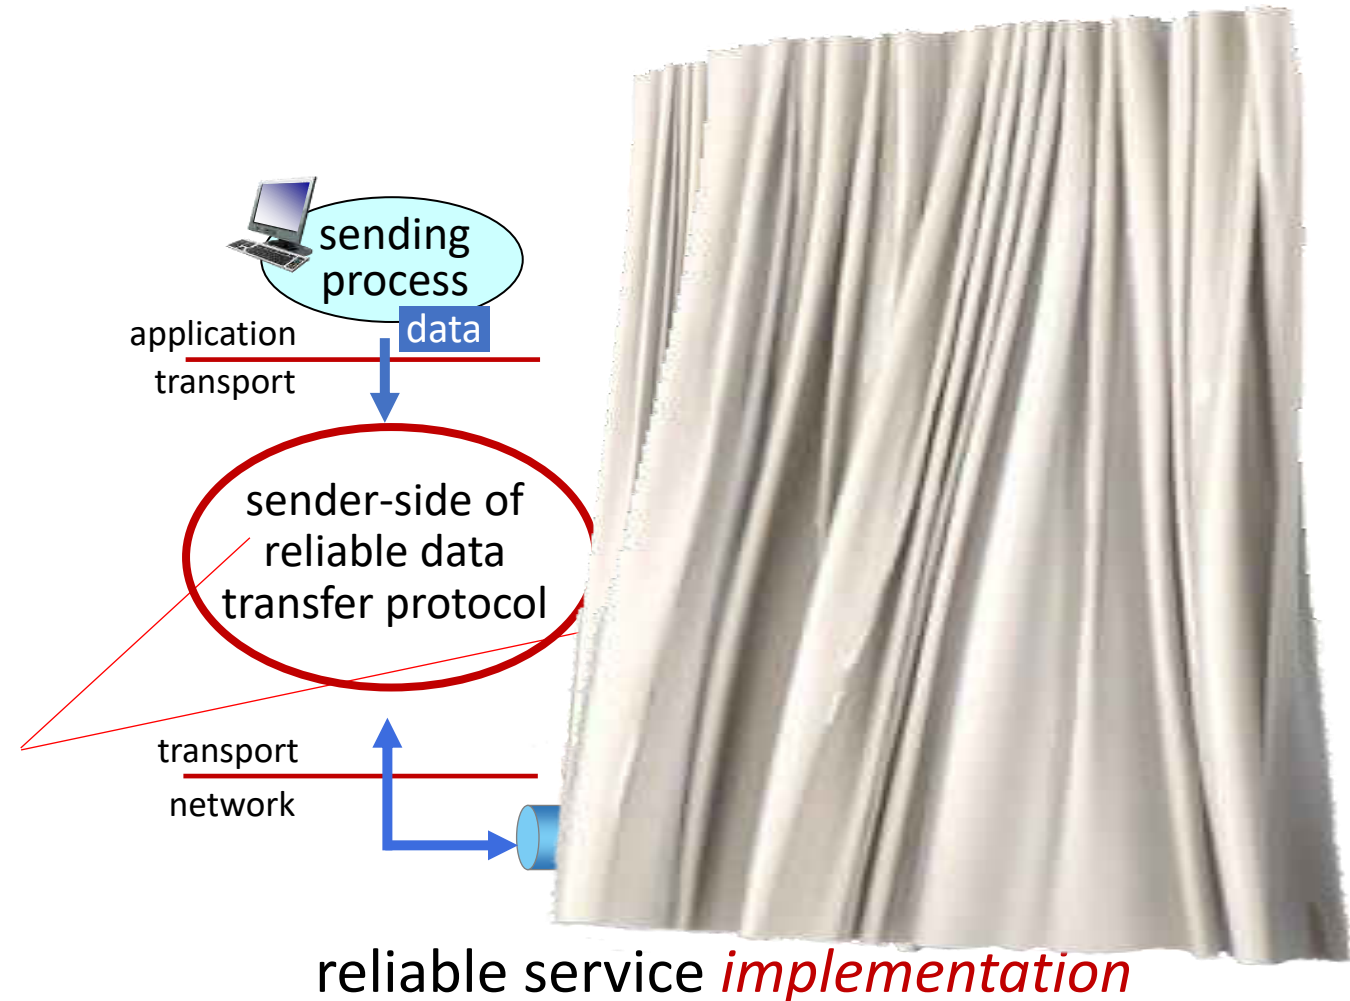 sending
process
data
application
transport
sender-side of
reliable data
transfer protocol
transport
network
reliable service implementation